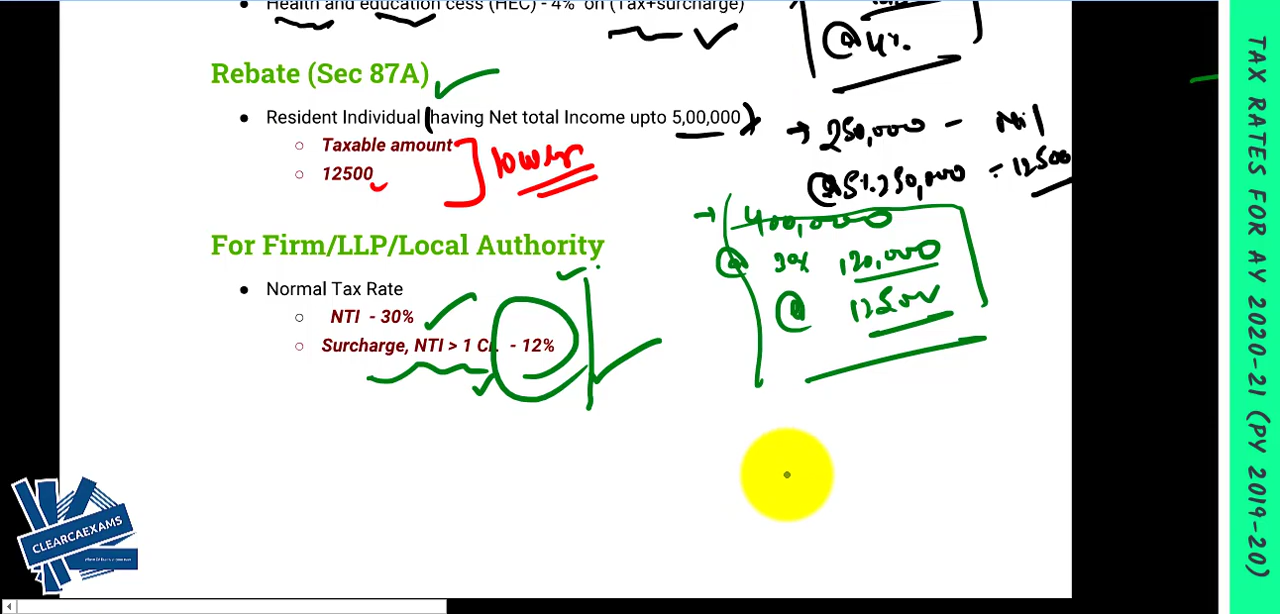 Health and education cess (HEC) - 4% on (Tax+surcharge)
@ 4%
Rebate (Sec 87A)
Resident Individual (having Net total Income upto 5,00,000)
→ 250,000 - Nil
Taxable amount
lower
12500
@ 5% 250,000 = 12500
→ 400,000
For Firm/LLP/Local Authority
@ 30% 120,000
Normal Tax Rate
@ 12500
NTI - 30%
Surcharge, NTI > 1 Cr. - 12%
CLEARCAEXAMS
TAX RATES FOR AY 2020-21 (PY 2019-20)